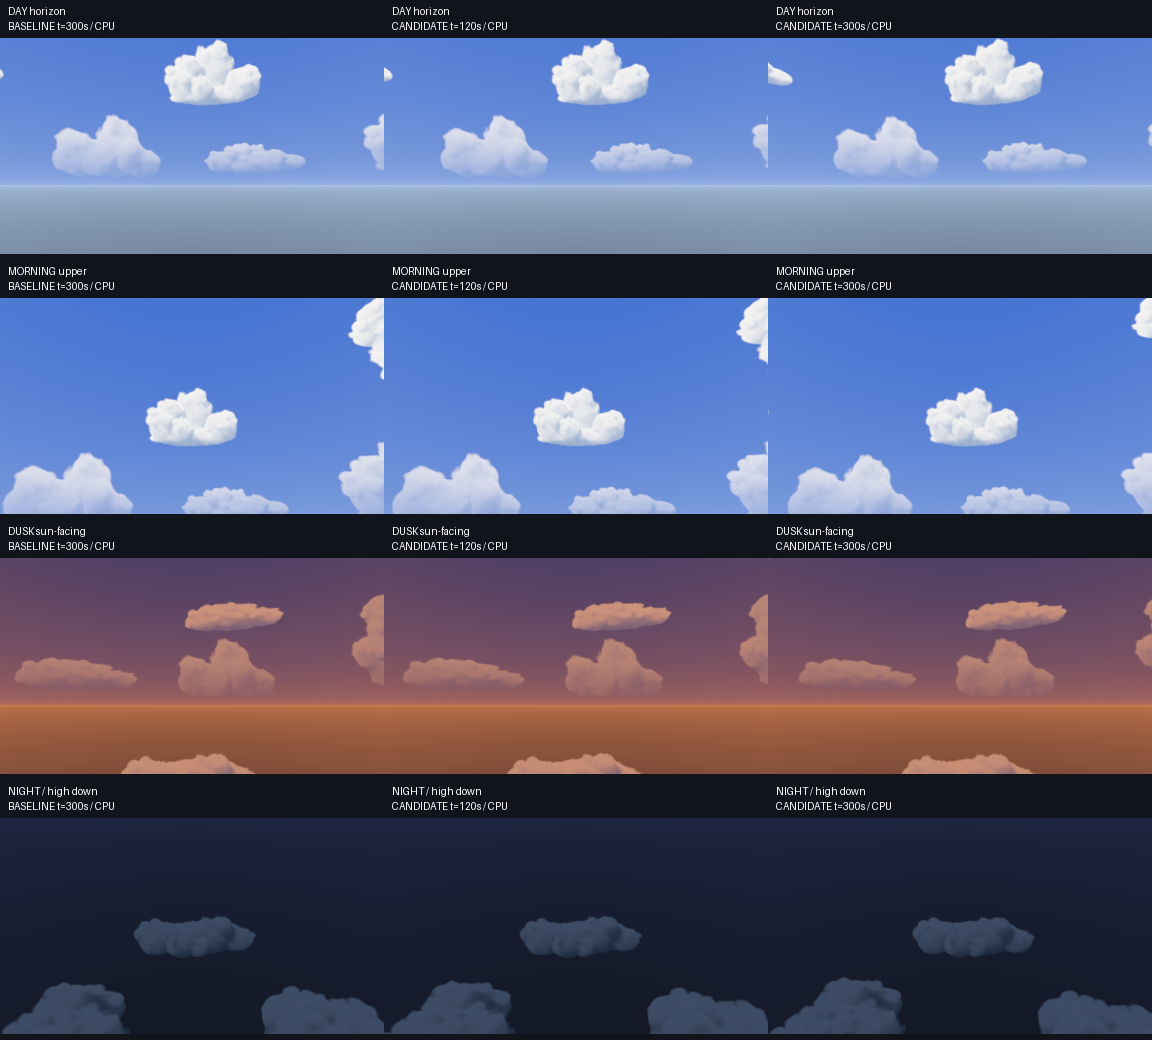 DAY horizon
BASELINE t=300s / CPU
DAY horizon
CANDIDATE t=120s / CPU
DAY horizon
CANDIDATE t=300s / CPU
MORNING upper
BASELINE t=300s / CPU
MORNING upper
CANDIDATE t=120s / CPU
MORNING upper
CANDIDATE t=300s / CPU
DUSK sun-facing
BASELINE t=300s / CPU
DUSK sun-facing
CANDIDATE t=120s / CPU
DUSK sun-facing
CANDIDATE t=300s / CPU
NIGHT / high down
BASELINE t=300s / CPU
NIGHT / high down
CANDIDATE t=120s / CPU
NIGHT / high down
CANDIDATE t=300s / CPU